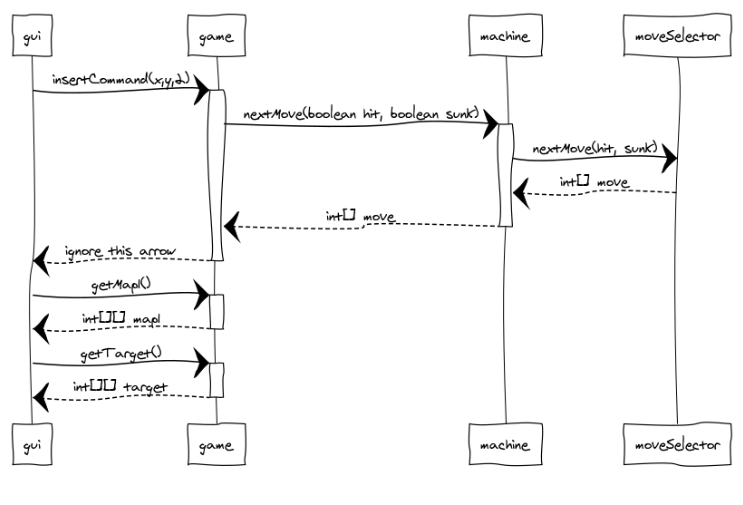 gui
game
machine
moveSelector
insertCommand(x,y,2)
nextMove(boolean hit, boolean sunk)
nextMove(hit, sunk)
int[] move
int[] move
ignore this arrow
getMap1()
int[][] map1
getTarget()
int[][] target
gui
game
machine
moveSelector